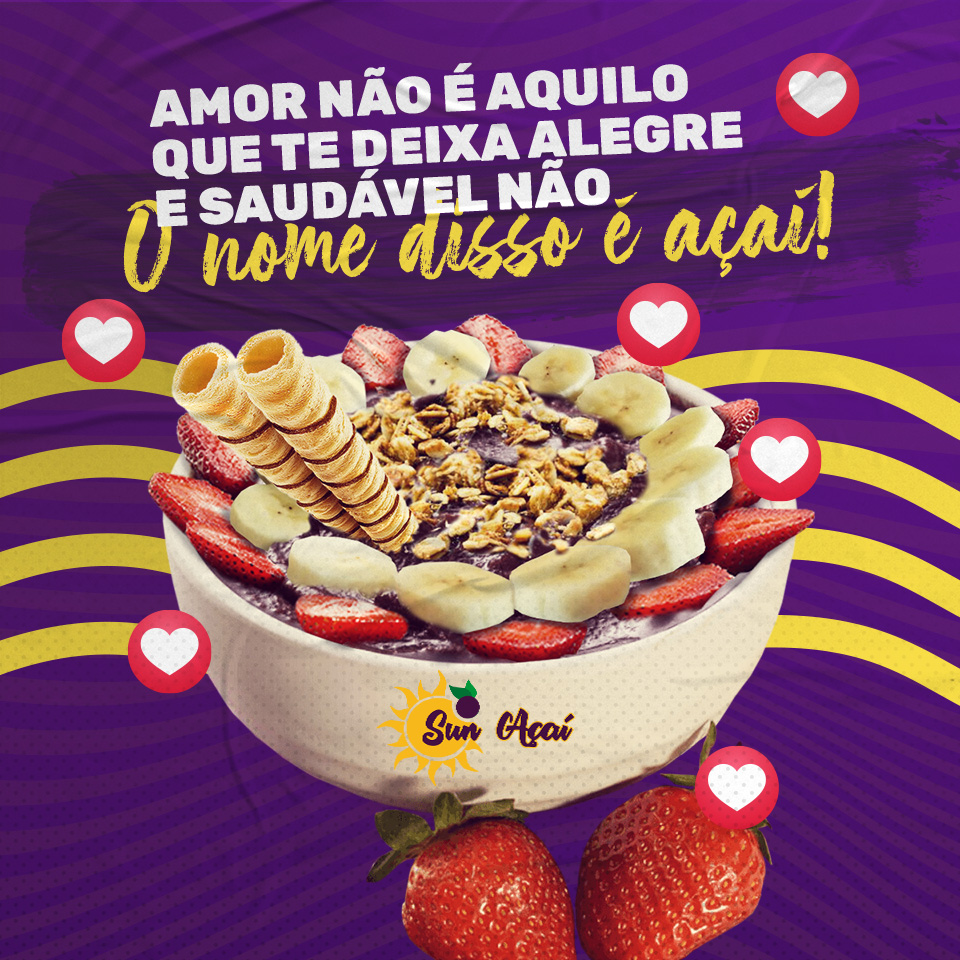 AMOR NÃO É AQUILO
QUE TE DEIXA ALEGRE
E SAUDÁVEL NÃO
O nome disso é açaí!
Sun Açaí